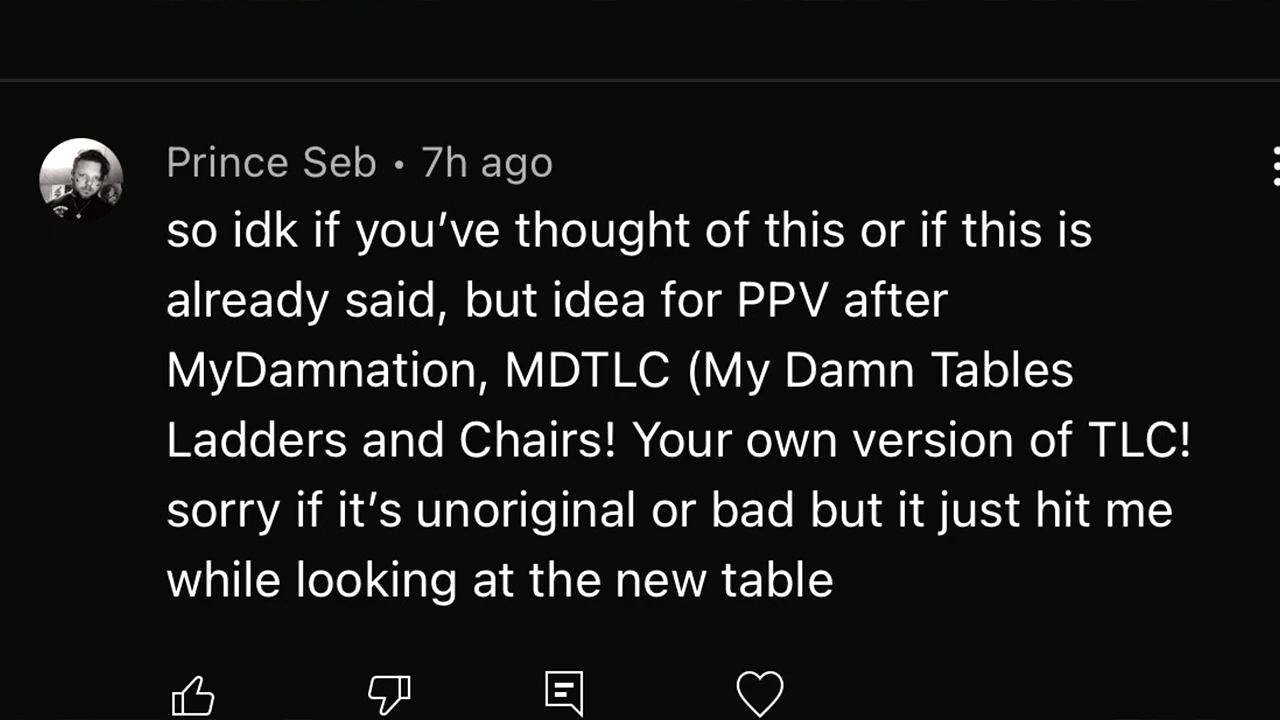 Prince Seb • 7h ago
so idk if you’ve thought of this or if this is
already said, but idea for PPV after
MyDamnation, MDTLC (My Damn Tables
Ladders and Chairs! Your own version of TLC!
sorry if it’s unoriginal or bad but it just hit me
while looking at the new table